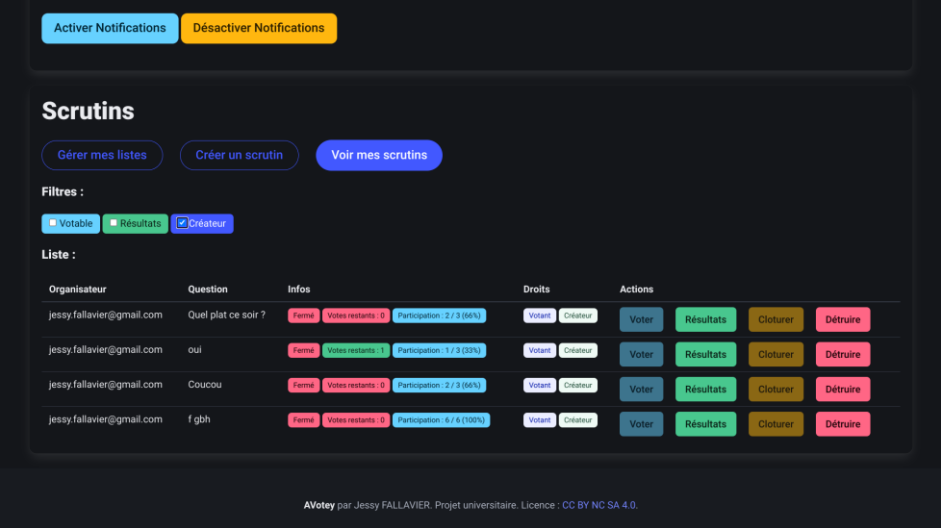 Activer Notifications Désactiver Notifications
Scrutins
Gérer mes listes Créer un scrutin Voir mes scrutins
Filtres :
Votable Résultats Créateur
Liste :
Organisateur Question Infos Droits Actions
jessy.fallavier@gmail.com Quel plat ce soir ? Fermé Votes restants : 0 Participation : 2 / 3 (66%) Votant Créateur Voter Résultats Cloturer Détruire
jessy.fallavier@gmail.com oui Fermé Votes restants : 1 Participation : 1 / 3 (33%) Votant Créateur Voter Résultats Cloturer Détruire
jessy.fallavier@gmail.com Coucou Fermé Votes restants : 0 Participation : 2 / 3 (66%) Votant Créateur Voter Résultats Cloturer Détruire
jessy.fallavier@gmail.com f gbh Fermé Votes restants : 0 Participation : 6 / 6 (100%) Votant Créateur Voter Résultats Cloturer Détruire
AVotey par Jessy FALLAVIER. Projet universitaire. Licence : CC BY NC SA 4.0.